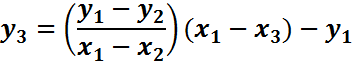 y₃ = ((y₁ − y₂)/(x₁ − x₂)) (x₁ − x₃) − y₁